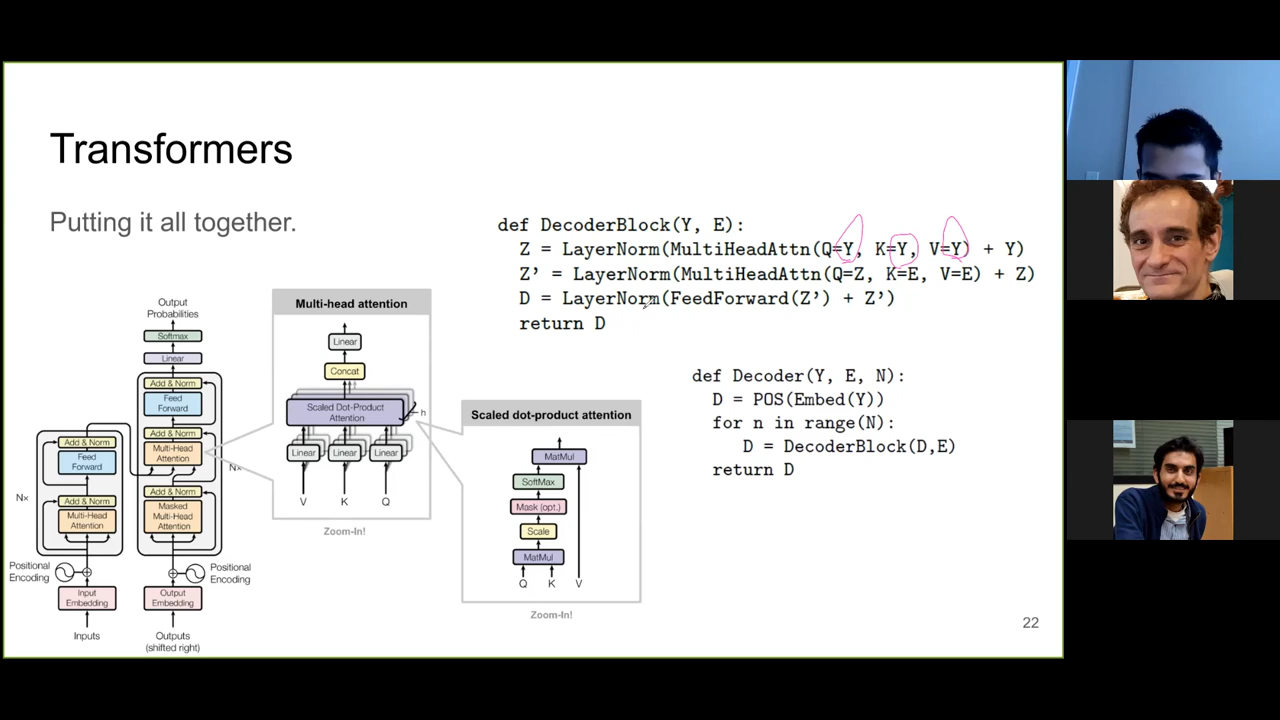 Transformers
Putting it all together.
def DecoderBlock(Y, E):
Z = LayerNorm(MultiHeadAttn(Q=Y, K=Y, V=Y) + Y)
Z’ = LayerNorm(MultiHeadAttn(Q=Z, K=E, V=E) + Z)
D = LayerNorm(FeedForward(Z’) + Z’)
return D
def Decoder(Y, E, N):
D = POS(Embed(Y))
for n in range(N):
D = DecoderBlock(D,E)
return D
Output
Probabilities
Softmax
Linear
Add & Norm
Feed
Forward
Add & Norm
Multi-Head
Attention
Nx
Add & Norm
Masked
Multi-Head
Attention
Add & Norm
Feed
Forward
Nx
Add & Norm
Multi-Head
Attention
Positional
Encoding
Positional
Encoding
Input
Embedding
Output
Embedding
Inputs
Outputs
(shifted right)
Multi-head attention
Linear
Concat
Scaled Dot-Product
Attention
h
Linear Linear Linear
V K Q
Zoom-In!
Scaled dot-product attention
MatMul
SoftMax
Mask (opt.)
Scale
MatMul
Q K V
Zoom-In!
22